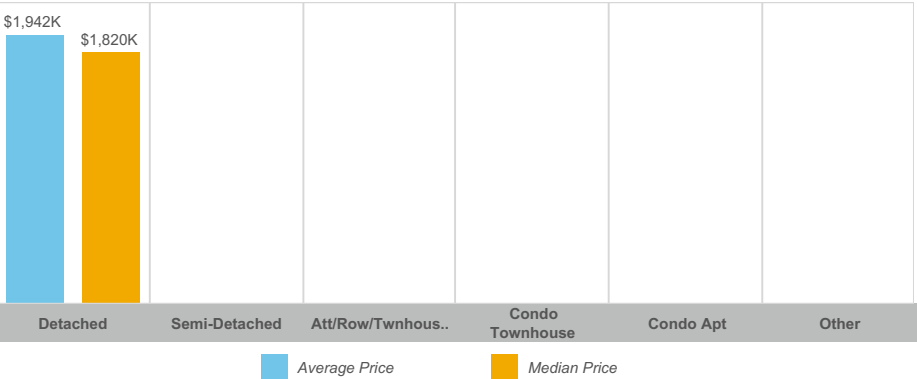 $1,942K
$1,820K
Detached
Semi-Detached
Att/Row/Twnhous..
Condo
Townhouse
Condo Apt
Other
Average Price
Median Price